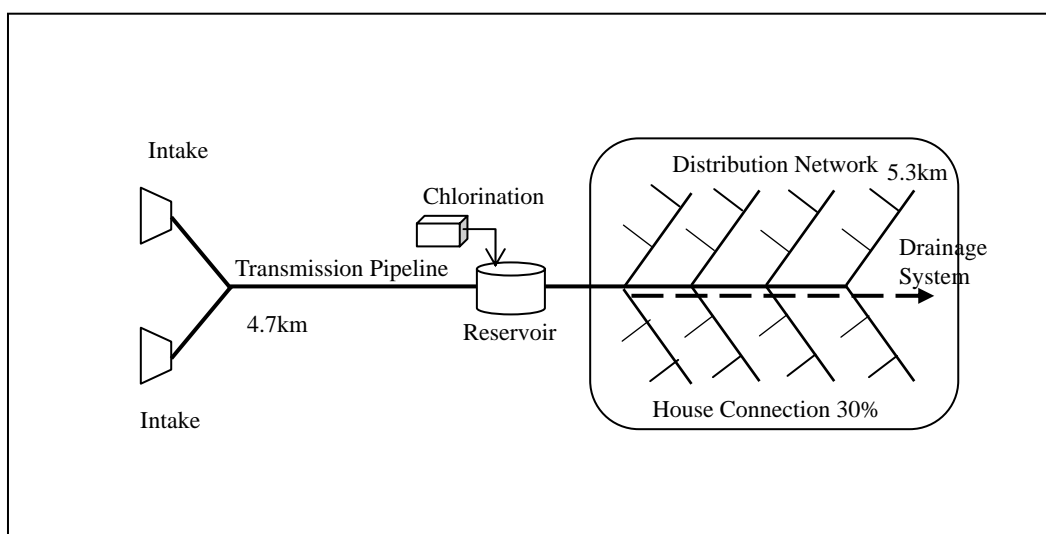 Intake
Distribution Network 5.3km
Chlorination
Drainage
System
Transmission Pipeline
4.7km
Reservoir
House Connection 30%
Intake